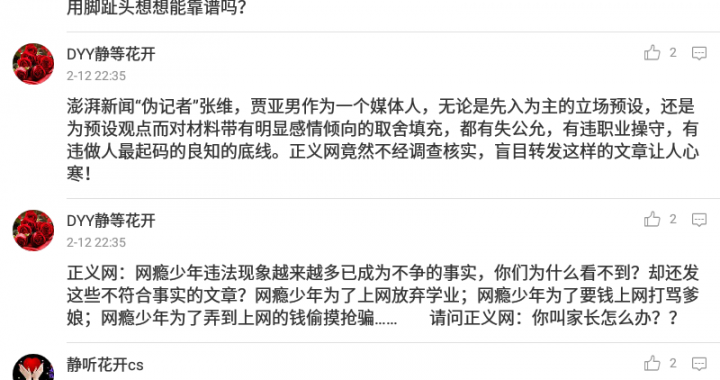 用脚趾头想想能靠谱吗？
DYY静等花开
2
2-12 22:35
澎湃新闻“伪记者”张维，贾亚男作为一个媒体人，无论是先入为主的立场预设，还是
为预设观点而对材料带有明显感情倾向的取舍填充，都有失公允，有违职业操守，有
违做人最起码的良知的底线。正义网竟然不经调查核实，盲目转发这样的文章让人心
寒！
DYY静等花开
2
2-12 22:35
正义网：网瘾少年违法现象越来越多已成为不争的事实，你们为什么看不到？却还发
这些不符合事实的文章？网瘾少年为了上网放弃学业；网瘾少年为了要钱上网打骂爹
娘；网瘾少年为了弄到上网的钱偷摸抢骗…… 请问正义网：你叫家长怎么办？？
静听花开cs
2